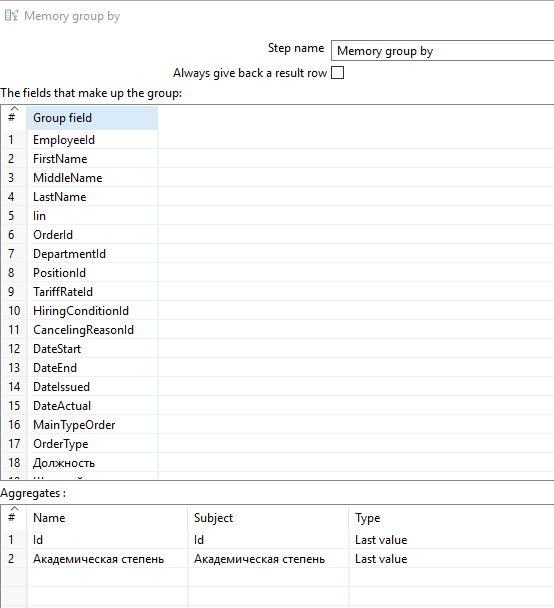 Memory group by
Step name Memory group by
Always give back a result row
The fields that make up the group:
# Group field
1 EmployeeId
2 FirstName
3 MiddleName
4 LastName
5 Iin
6 OrderId
7 DepartmentId
8 PositionId
9 TariffRateId
10 HiringConditionId
11 CancelingReasonId
12 DateStart
13 DateEnd
14 DateIssued
15 DateActual
16 MainTypeOrder
17 OrderType
18 Должность
Aggregates :
# Name Subject Type
1 Id Id Last value
2 Академическая степень Академическая степень Last value